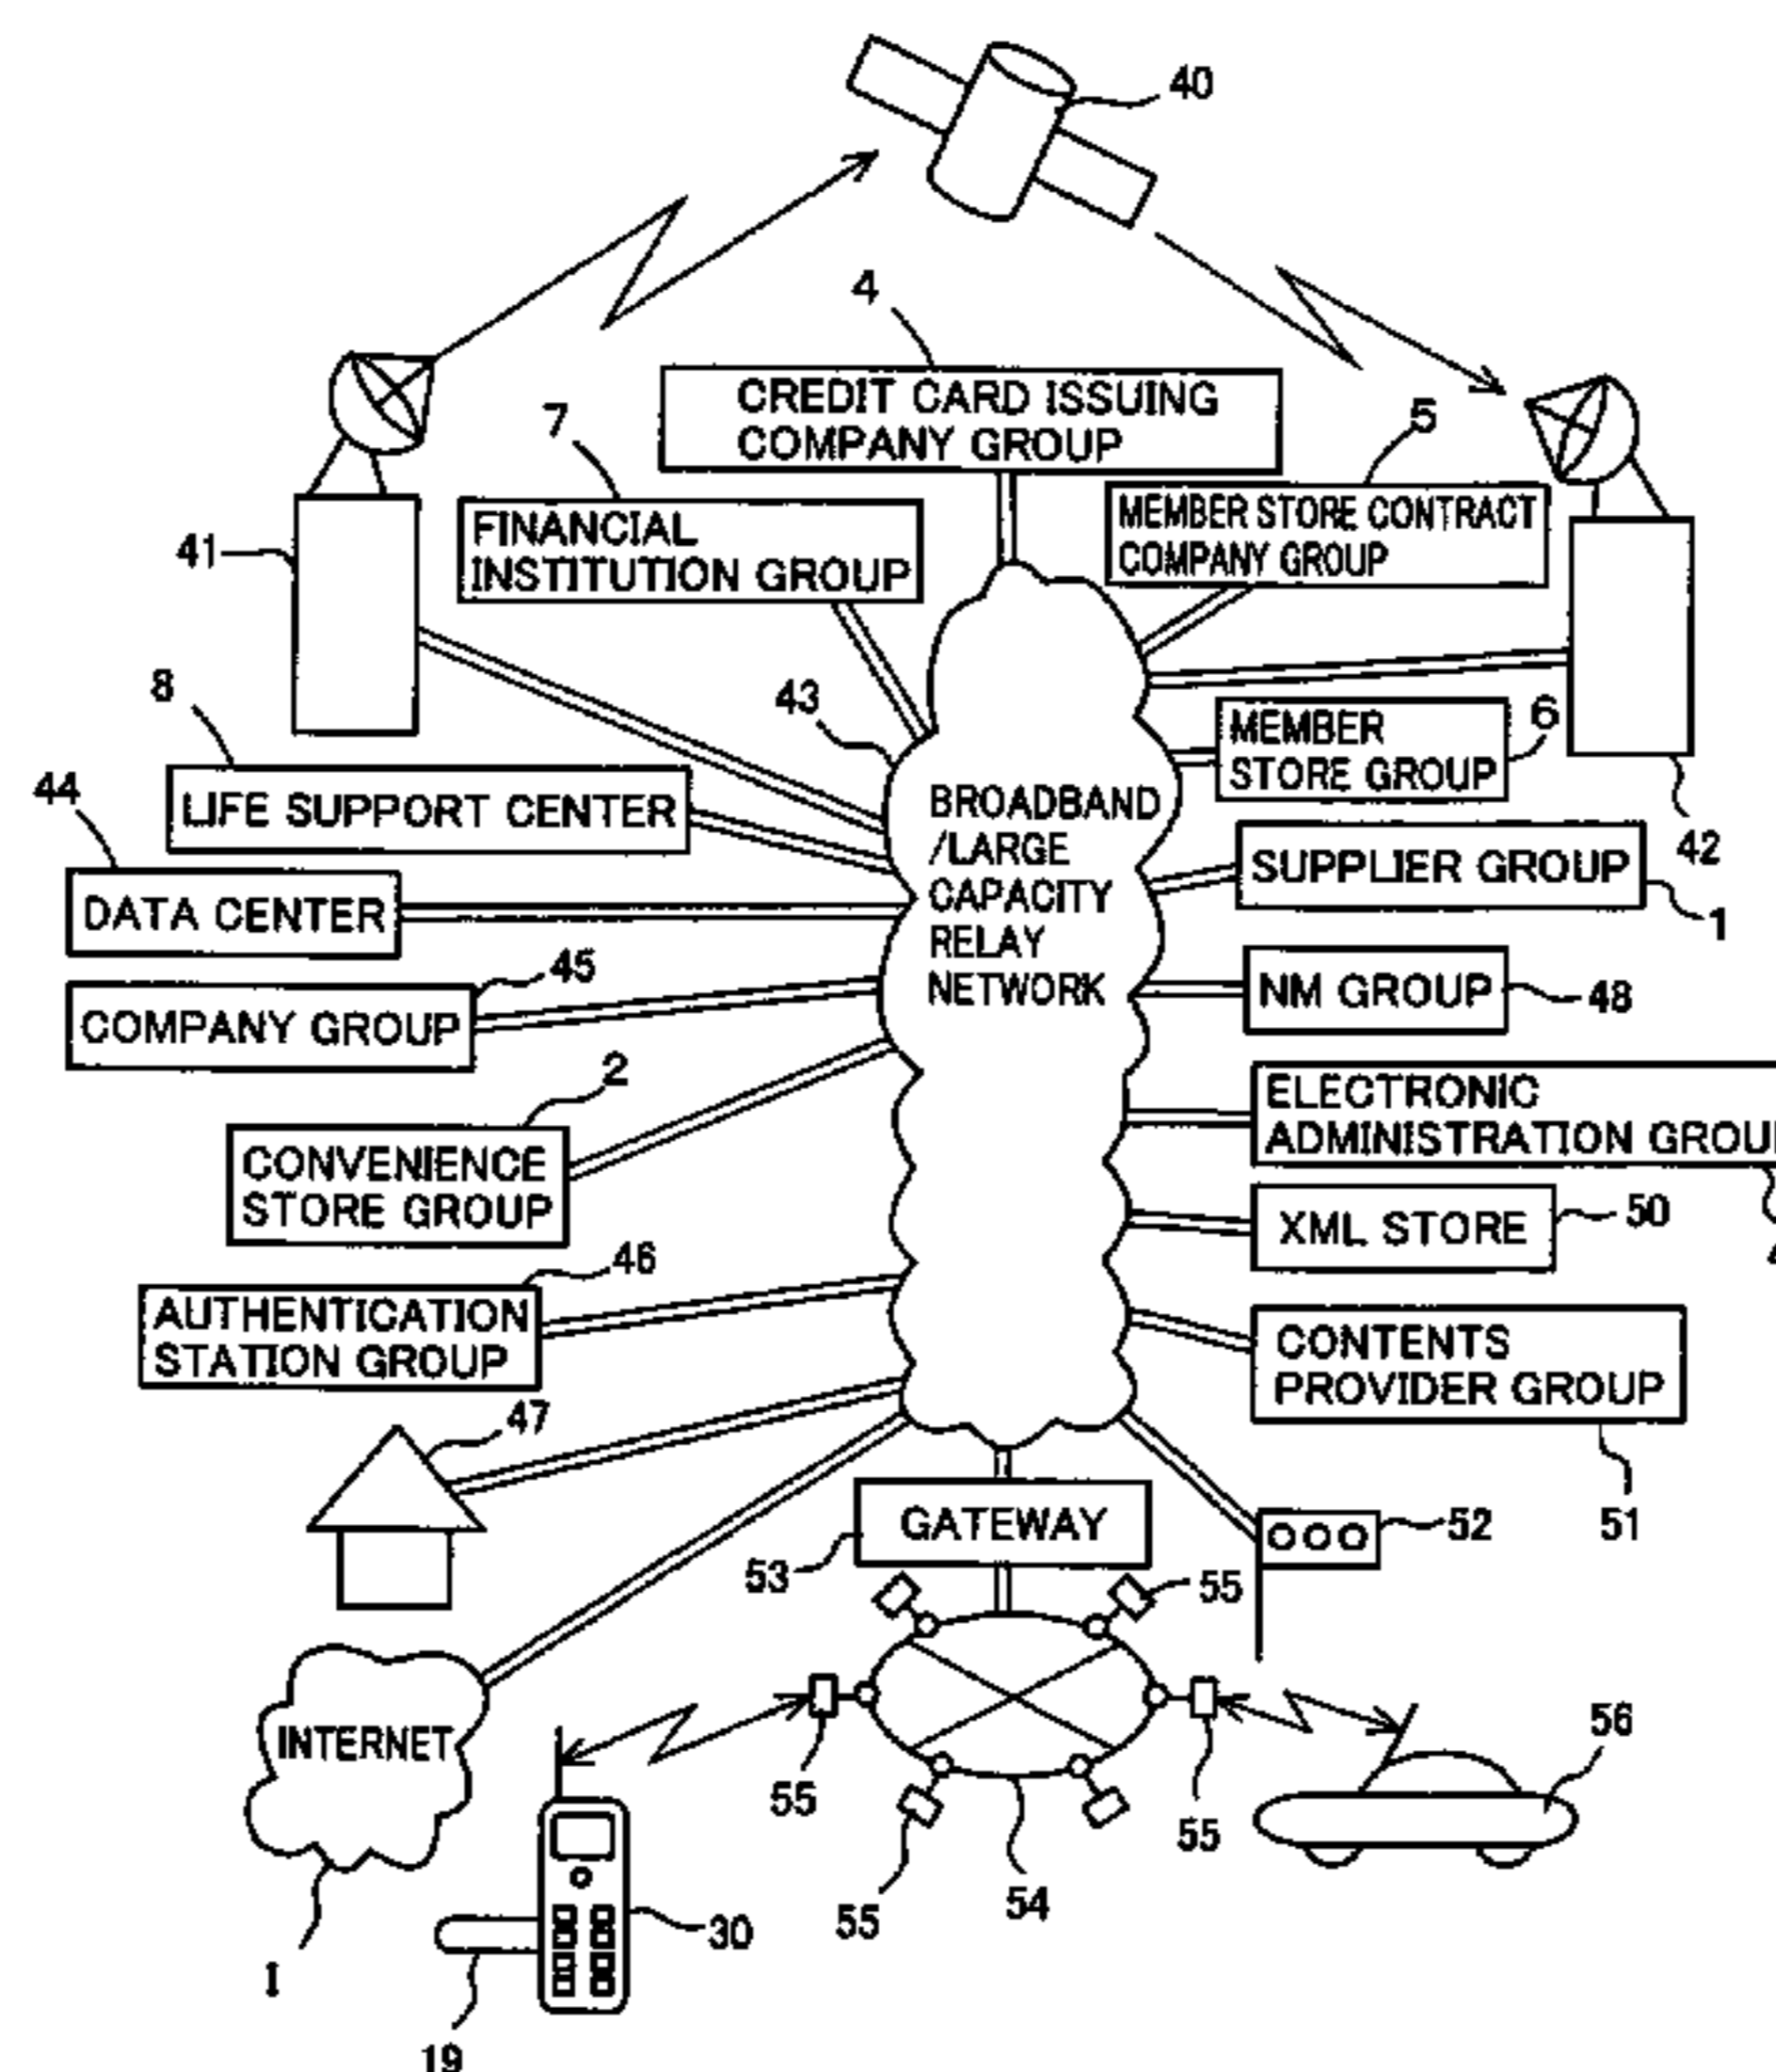 40
4
CREDIT CARD ISSUING
COMPANY GROUP
7
FINANCIAL
INSTITUTION GROUP
5
MEMBER STORE CONTRACT
COMPANY GROUP
41
8
43
MEMBER
STORE GROUP
6
42
44
LIFE SUPPORT CENTER
BROADBAND
/LARGE
CAPACITY
RELAY
NETWORK
SUPPLIER GROUP
1
DATA CENTER
45
COMPANY GROUP
NM GROUP
48
2
CONVENIENCE
STORE GROUP
ELECTRONIC
ADMINISTRATION
XML STORE
50
46
AUTHENTICATION
STATION GROUP
CONTENTS
PROVIDER GROUP
51
47
GATEWAY
53
52
55
INTERNET
I
55
55
55
54
56
30
19